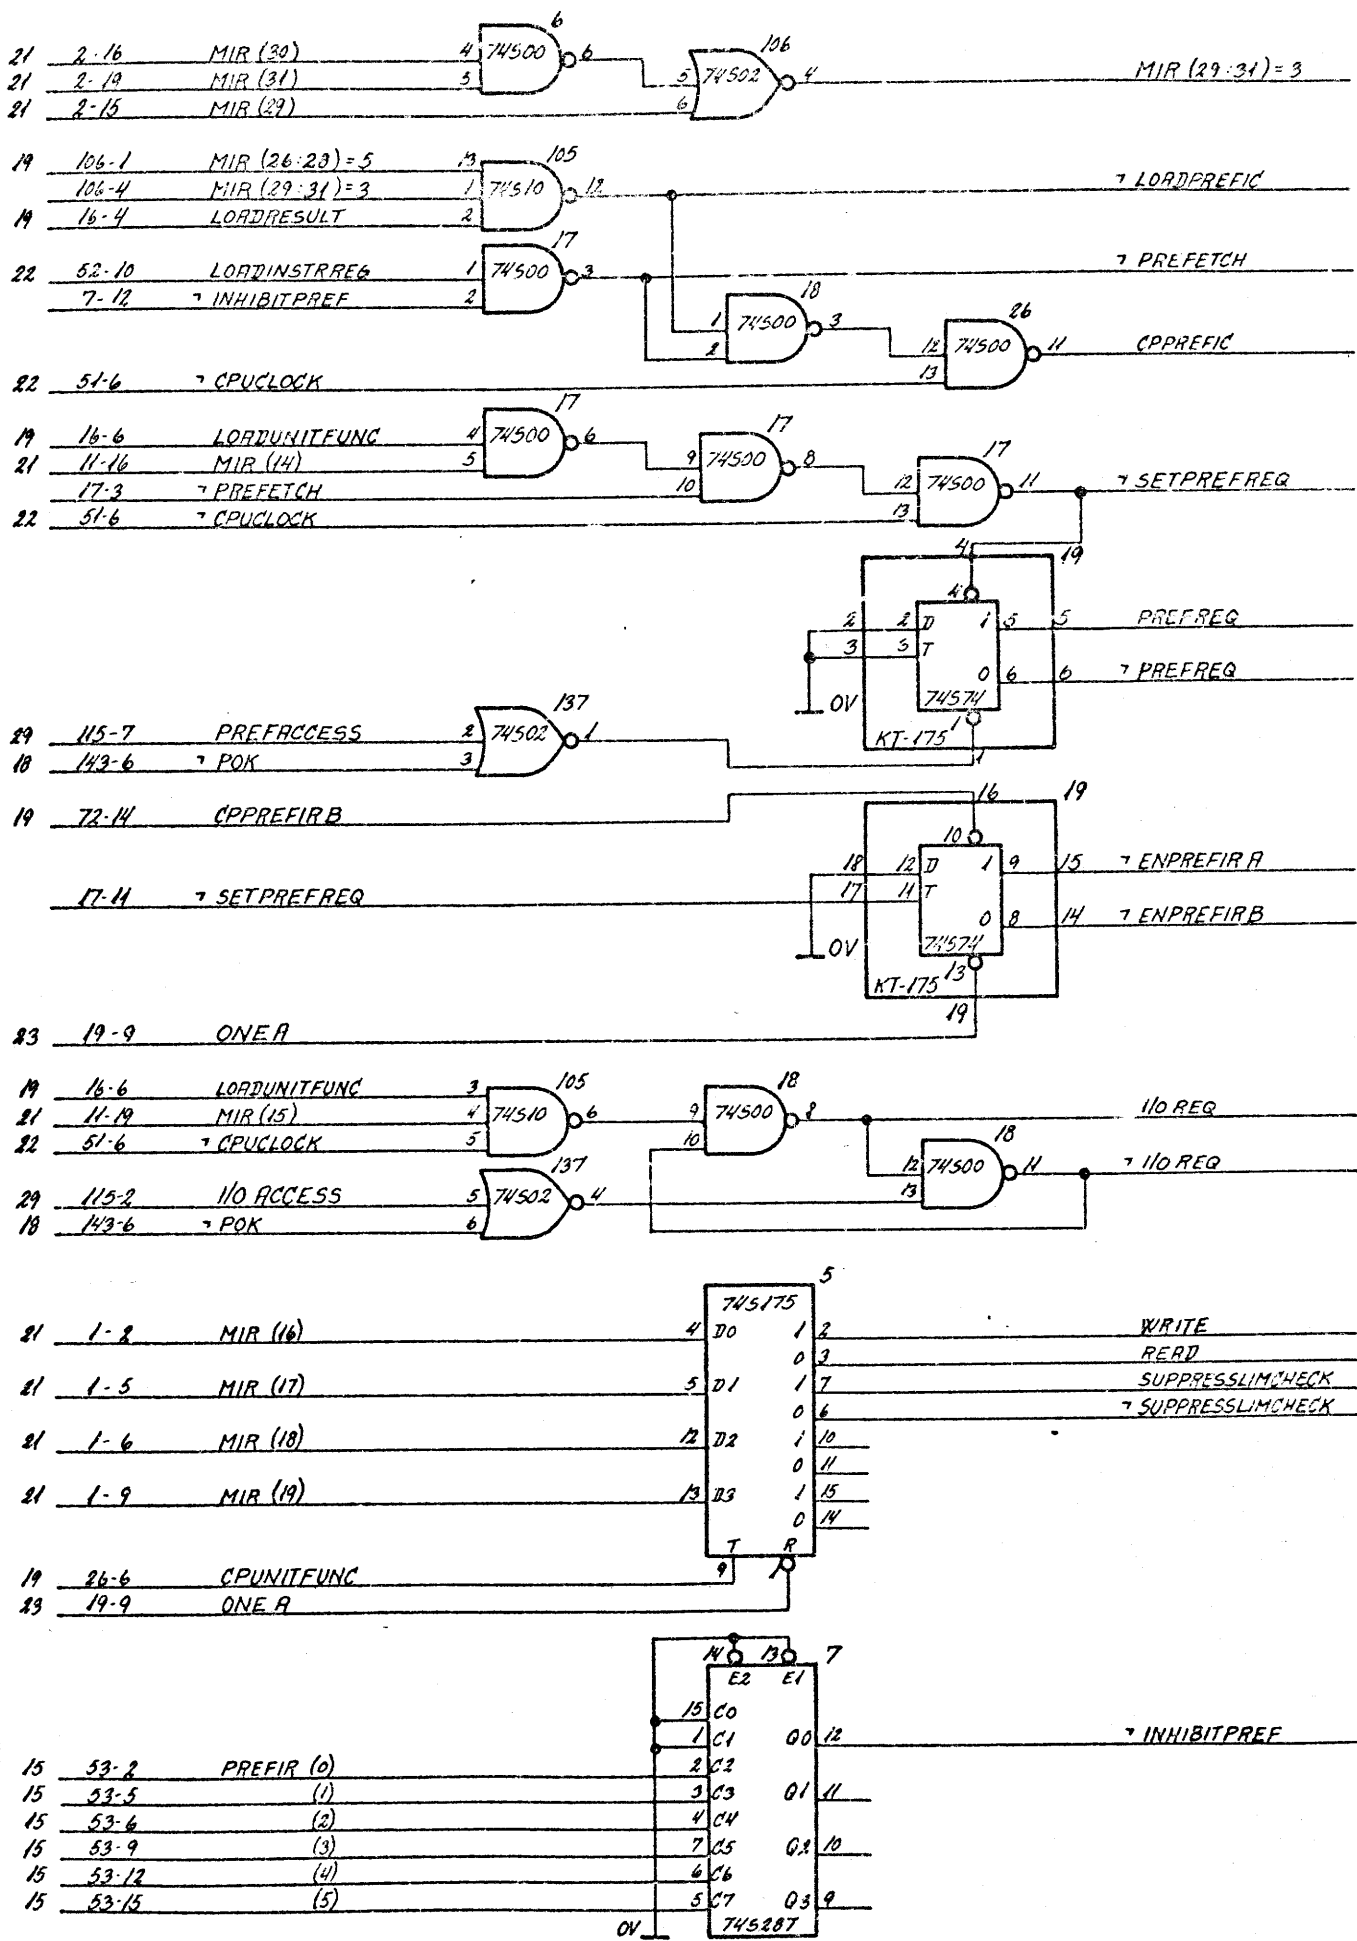 6
21 2-16 MIR (30) 4 74S00 6 106
21 2-19 MIR (31) 5 5 74S02 4 MIR (29:31)=3
21 2-15 MIR (29) 6
19 106-1 MIR (26:28)=5 13 105
106-4 MIR (29:31)=3 1 74S10 12 ¬ LOADPREFIC
19 16-4 LOADRESULT 2
17
22 52-10 LOADINSTRREG 1 74S00 3 ¬ PREFETCH
7-12 ¬ INHIBITPREF 2
18
1 74S00 3 26
2 12 74S00 11 CPPREFIC
22 51-6 ¬ CPUCLOCK 13
17
19 16-6 LOADUNITFUNC 4 74S00 6 17
21 11-16 MIR (14) 5 9 74S00 8 17
17-3 ¬ PREFETCH 10 12 74S00 11 ¬ SETPREFREQ
22 51-6 ¬ CPUCLOCK 13
4 19
4
2 2 D 1 5 5 PREFREQ
3 3 T
0 6 6 ¬ PREFREQ
0V 74S74
137 1
29 115-7 PREFACCESS 2 74S02 1 KT-175
18 143-6 ¬ POK 3 1
16 19
19 72-14 CPPREFIRB
10
18 12 D 1 9 15 ¬ ENPREFIRA
17-11 ¬ SETPREFREQ 17 11 T
0 8 14 ¬ ENPREFIRB
0V 74S74
KT-175 13
19
23 19-9 ONE A
19 16-6 LOADUNITFUNC 3 105 18
21 11-19 MIR (15) 4 74S10 6 9 74S00 8 I/O REQ
22 51-6 ¬ CPUCLOCK 5 10 18
137 12 74S00 11 ¬ I/O REQ
29 115-2 I/O ACCESS 5 74S02 4 13
18 143-6 ¬ POK 6
5
74S175
21 1-2 MIR (16) 4 D0 1 2 WRITE
0 3 READ
21 1-5 MIR (17) 5 D1 1 7 SUPPRESSLIMCHECK
0 6 ¬ SUPPRESSLIMCHECK
21 1-6 MIR (18) 12 D2 1 10
0 11
21 1-9 MIR (19) 13 D3 1 15
0 14
T R
19 26-6 CPUNITFUNC 9 1
23 19-9 ONE A
14 13 7
E2 E1
15 C0
1 C1 Q0 12 ¬ INHIBITPREF
15 53-2 PREFIR (0) 2 C2
15 53-5 (1) 3 C3 Q1 11
15 53-6 (2) 4 C4
15 53-9 (3) 7 C5 Q2 10
15 53-12 (4) 6 C6
15 53-15 (5) 5 C7 Q3 9
0V 74S287